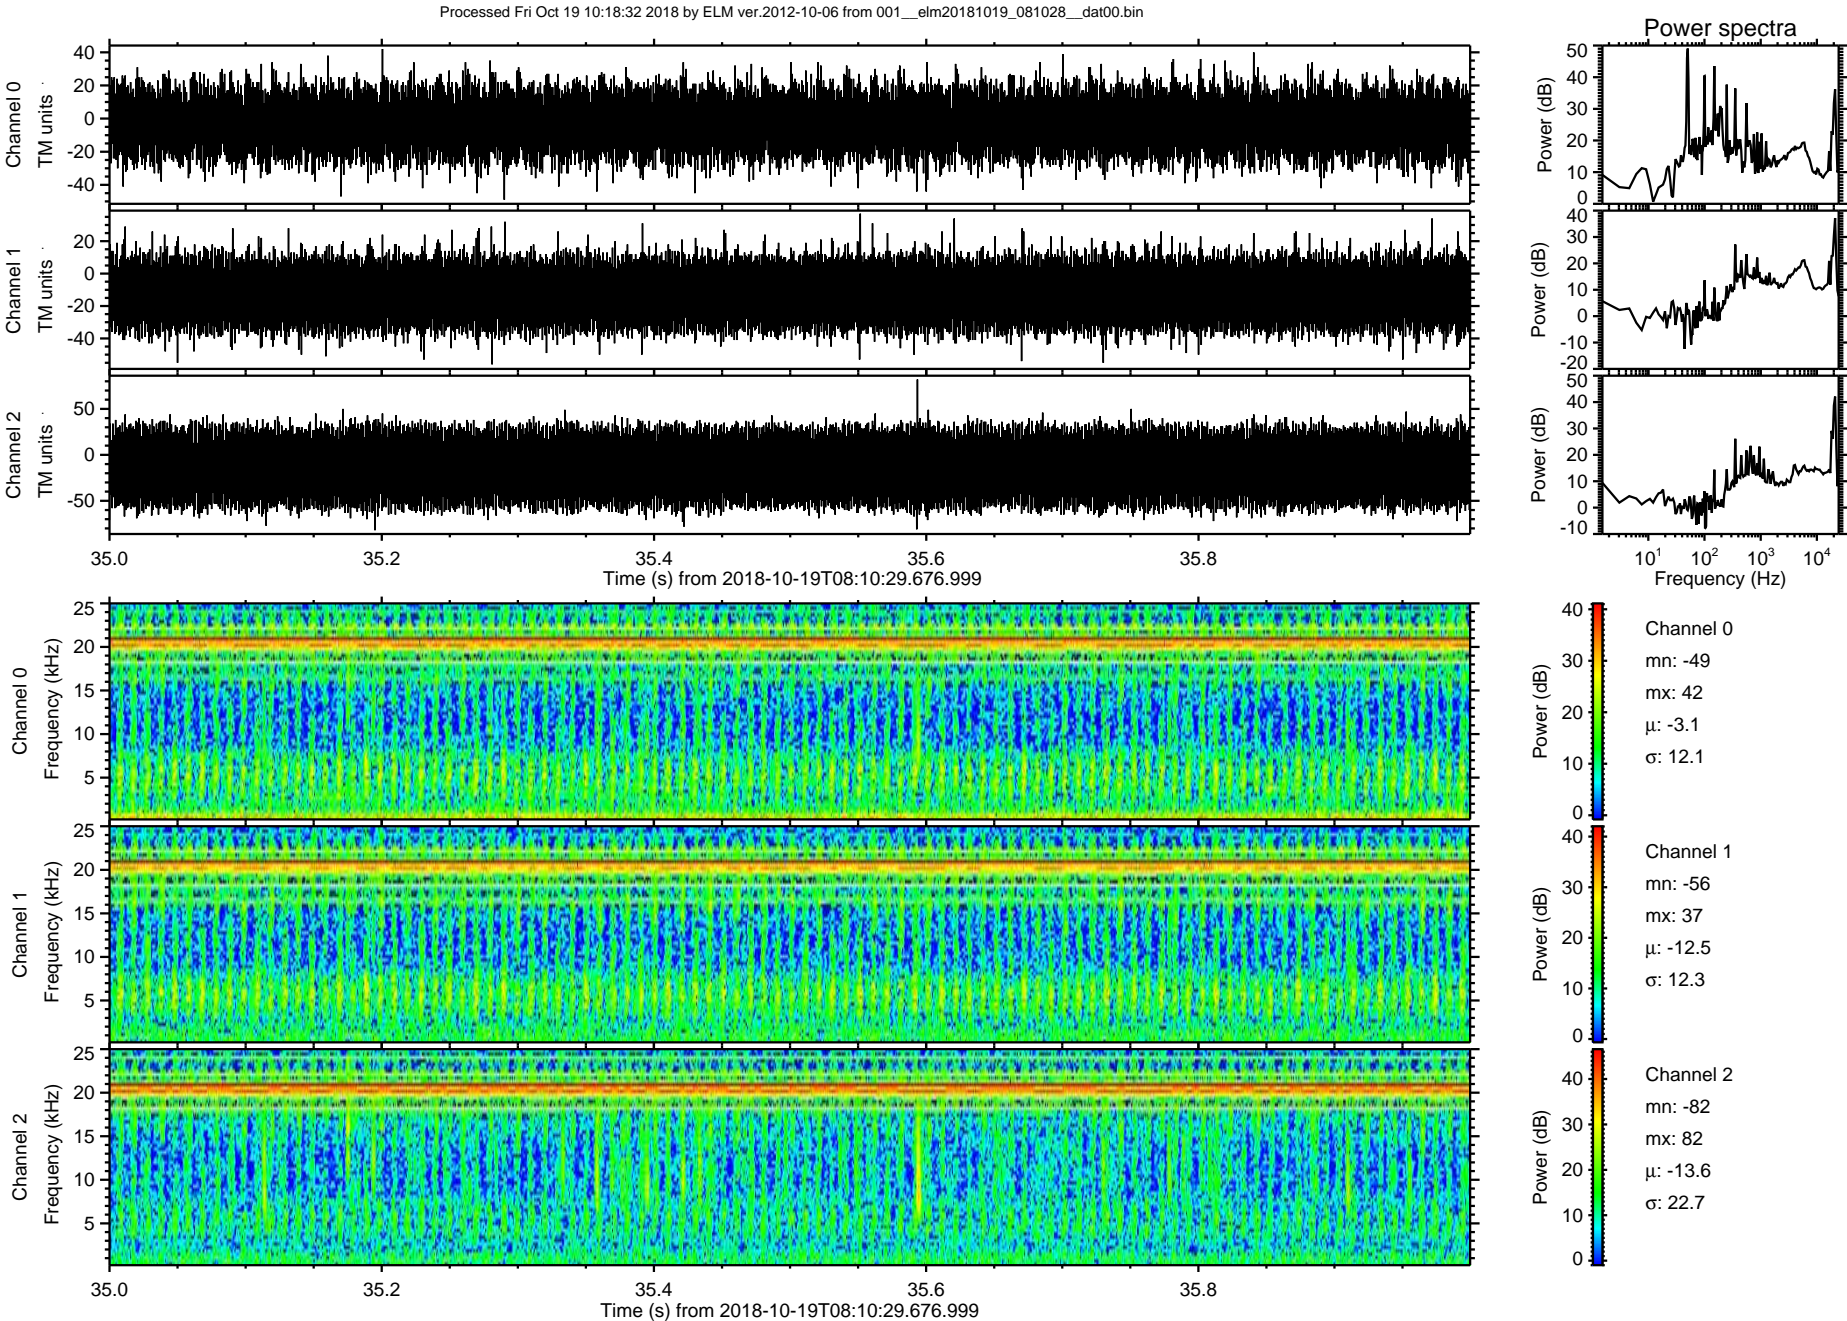 Processed Fri Oct 19 10:18:32 2018 by ELM ver.2012-10-06 from 001__elm20181019_081028__dat00.bin
Power spectra
Channel 0
TM units
40
20
0
-20
-40
Power (dB)
50
40
30
20
10
0
Channel 1
TM units
20
0
-20
-40
Power (dB)
40
30
20
10
0
-10
-20
Channel 2
TM units
50
0
-50
Power (dB)
50
40
30
20
10
0
-10
35.0 35.2 35.4 35.6 35.8
Time (s) from 2018-10-19T08:10:29.676.999
10^1 10^2 10^3 10^4
Frequency (Hz)
Channel 0
Frequency (kHz)
25
20
15
10
5
Power (dB)
40
30
20
10
0
Channel 0
mn: -49
mx: 42
μ: -3.1
σ: 12.1
Channel 1
Frequency (kHz)
25
20
15
10
5
Power (dB)
40
30
20
10
0
Channel 1
mn: -56
mx: 37
μ: -12.5
σ: 12.3
Channel 2
Frequency (kHz)
25
20
15
10
5
Power (dB)
40
30
20
10
0
Channel 2
mn: -82
mx: 82
μ: -13.6
σ: 22.7
35.0 35.2 35.4 35.6 35.8
Time (s) from 2018-10-19T08:10:29.676.999